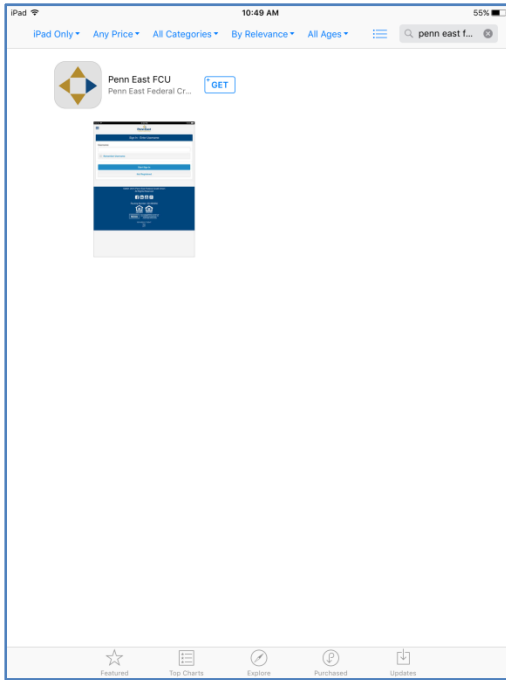 iPad
10:49 AM
55%
iPad Only
Any Price
All Categories
By Relevance
All Ages
penn east f...
Penn East FCU
Penn East Federal Cr...
GET
Featured
Top Charts
Explore
Purchased
Updates